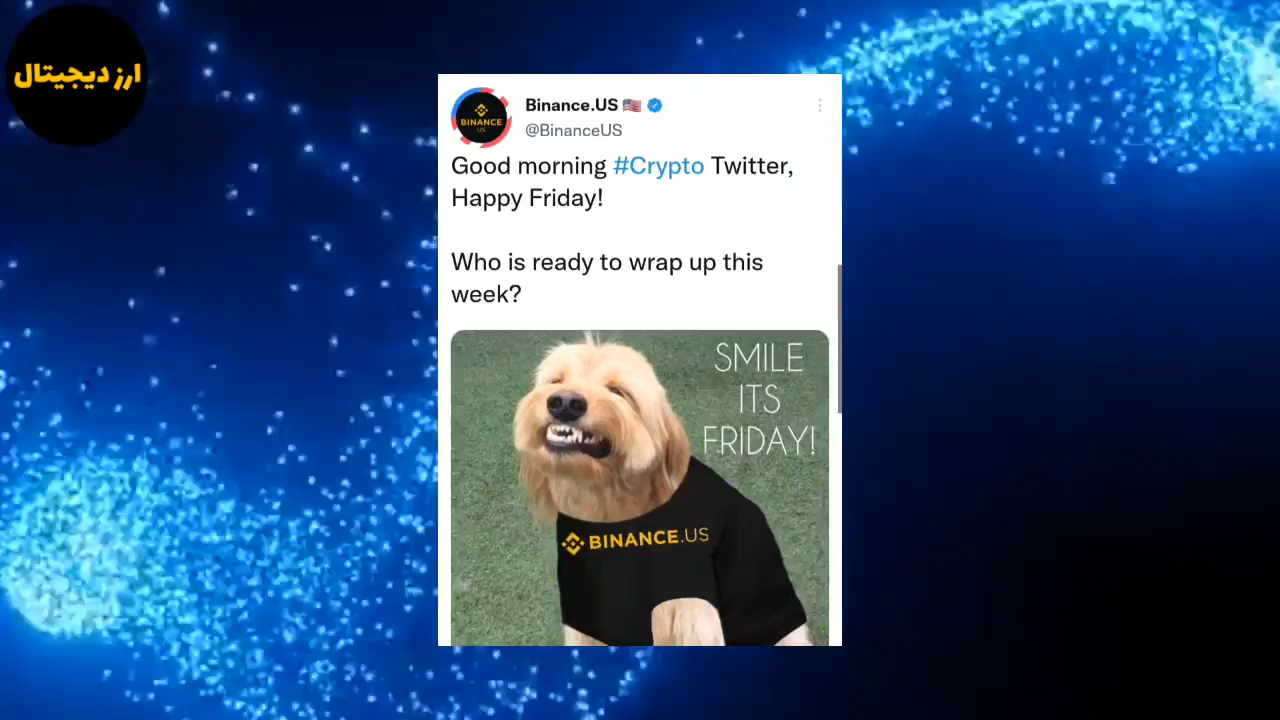 ارز دیجیتال
Binance.US 🇺🇸
@BinanceUS
BINANCE
US
Good morning #Crypto Twitter,
Happy Friday!
Who is ready to wrap up this
week?
SMILE
ITS
FRIDAY!
BINANCE.US